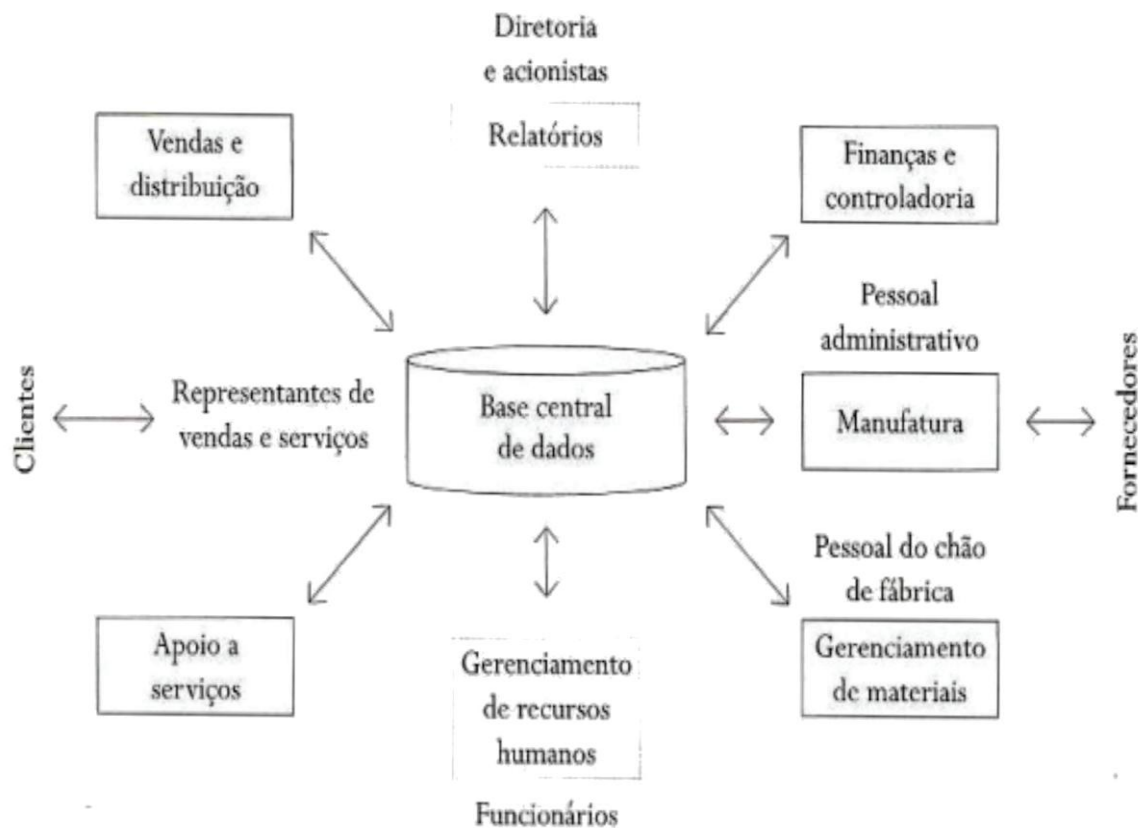 Diretoria
e acionistas
Relatórios
Vendas e
distribuição
Finanças e
controladoria
Pessoal
administrativo
Clientes
Representantes de
vendas e serviços
Base central
de dados
Manufatura
Fornecedores
Pessoal do chão
de fábrica
Apoio a
serviços
Gerenciamento
de recursos
humanos
Gerenciamento
de materiais
Funcionários